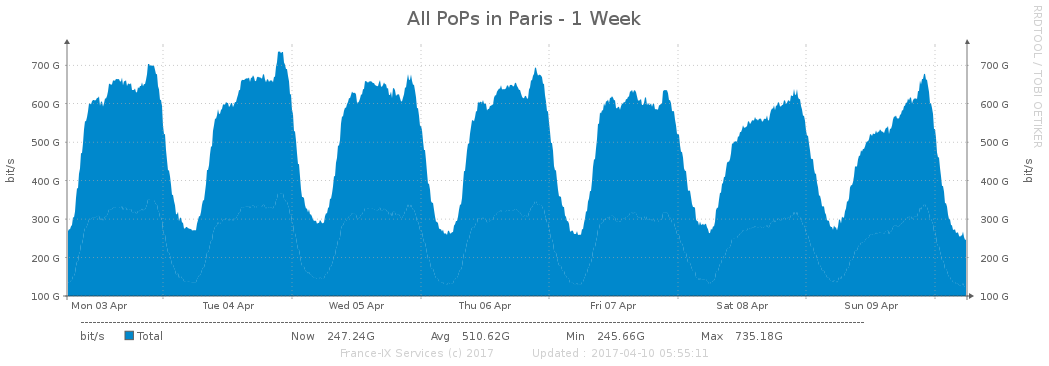 All PoPs in Paris - 1 Week
RRDTOOL / TOBI OETIKER
bit/s
bit/s
700 G 700 G
600 G 600 G
500 G 500 G
400 G 400 G
300 G 300 G
200 G 200 G
100 G 100 G
Mon 03 Apr Tue 04 Apr Wed 05 Apr Thu 06 Apr Fri 07 Apr Sat 08 Apr Sun 09 Apr
bit/s Total Now 247.24G Avg 510.62G Min 245.66G Max 735.18G
France-IX Services (c) 2017 Updated : 2017-04-10 05:55:11